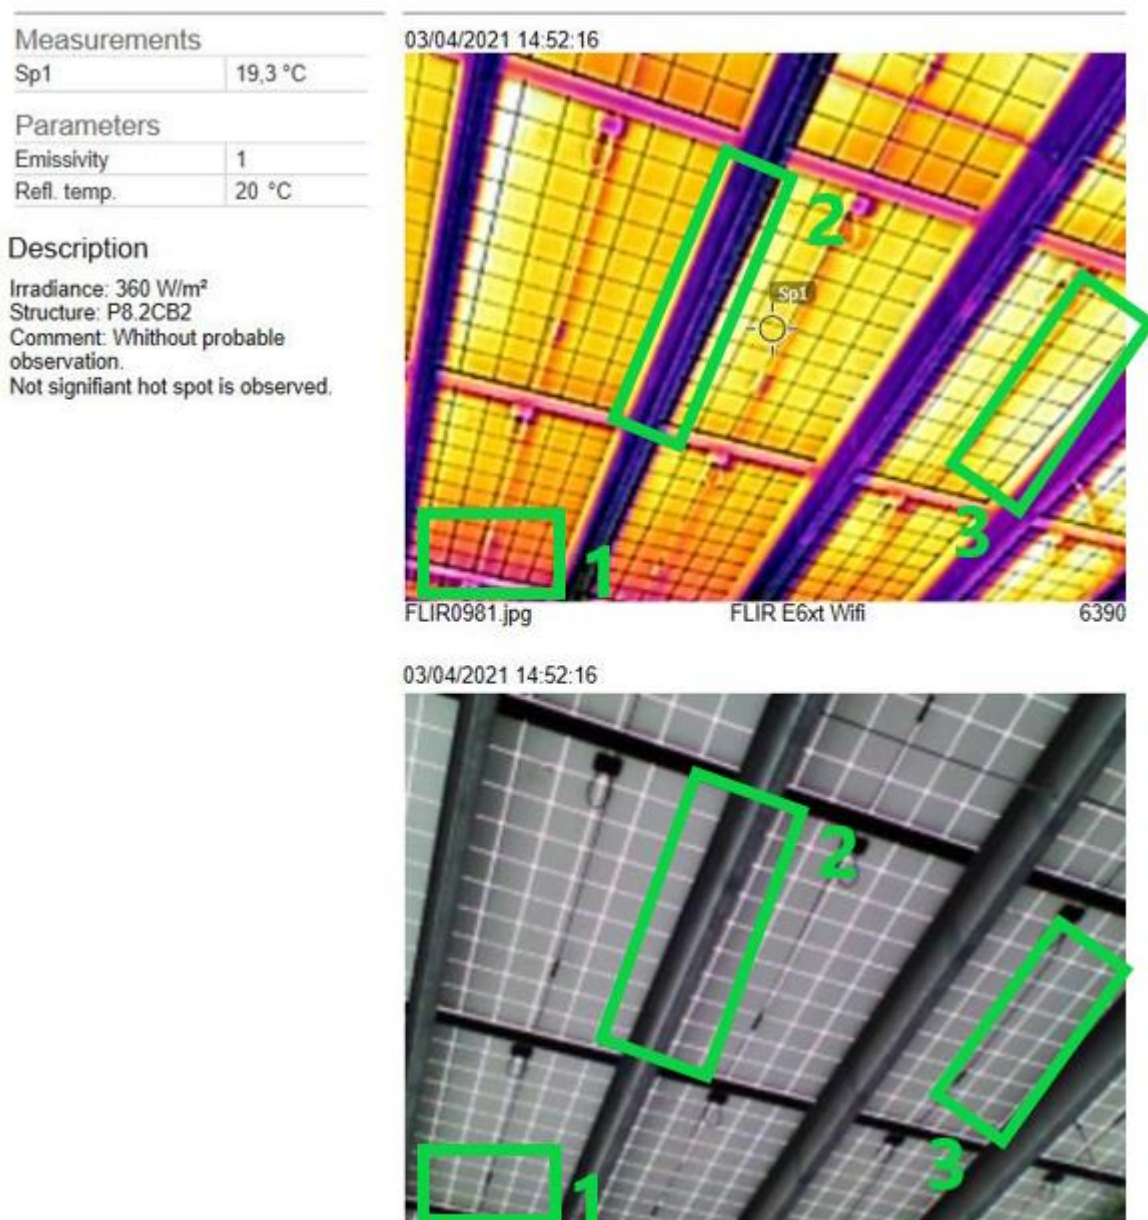 Measurements
Sp1 19,3 °C
Parameters
Emissivity 1
Refl. temp. 20 °C
Description
Irradiance: 360 W/m²
Structure: P8.2CB2
Comment: Whithout probable
observation.
Not signifiant hot spot is observed.
03/04/2021 14:52:16
2
Sp1
3
1
FLIR0981.jpg FLIR E6xt Wifi 6390
03/04/2021 14:52:16
2
3
1